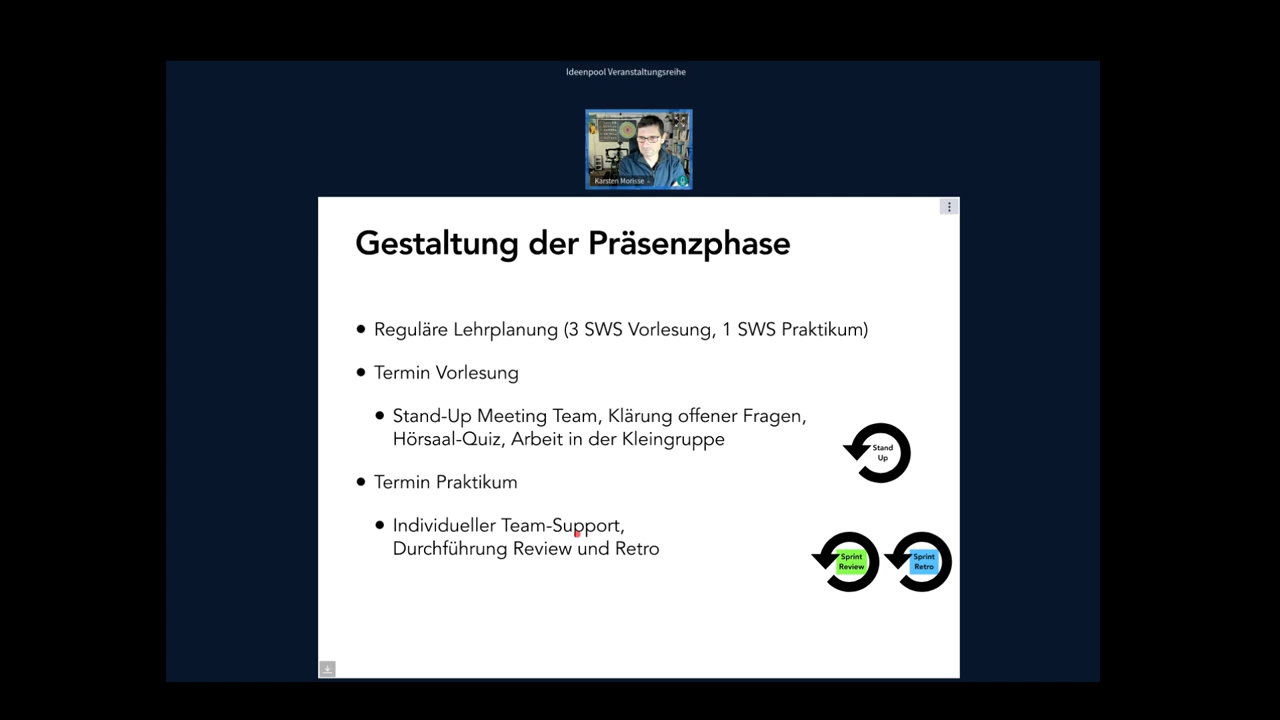 Ideenpool Veranstaltungsreihe
Karsten Morisse
Gestaltung der Präsenzphase
Reguläre Lehrplanung (3 SWS Vorlesung, 1 SWS Praktikum)
Termin Vorlesung
Stand-Up Meeting Team, Klärung offener Fragen,
Hörsaal-Quiz, Arbeit in der Kleingruppe
Stand
Up
Termin Praktikum
Individueller Team-Support,
Durchführung Review und Retro
Sprint
Review
Sprint
Retro